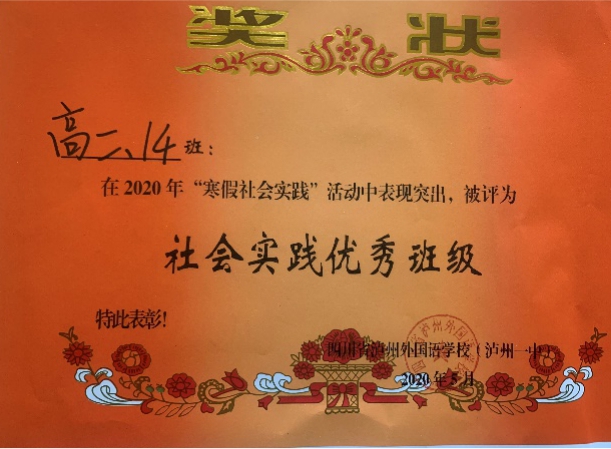 奖状
高二、14班：
在2020年“寒假社会实践”活动中表现突出，被评为
社会实践优秀班级
特此表彰！
四川省泸州外国语学校（泸州一中）
2020年5月